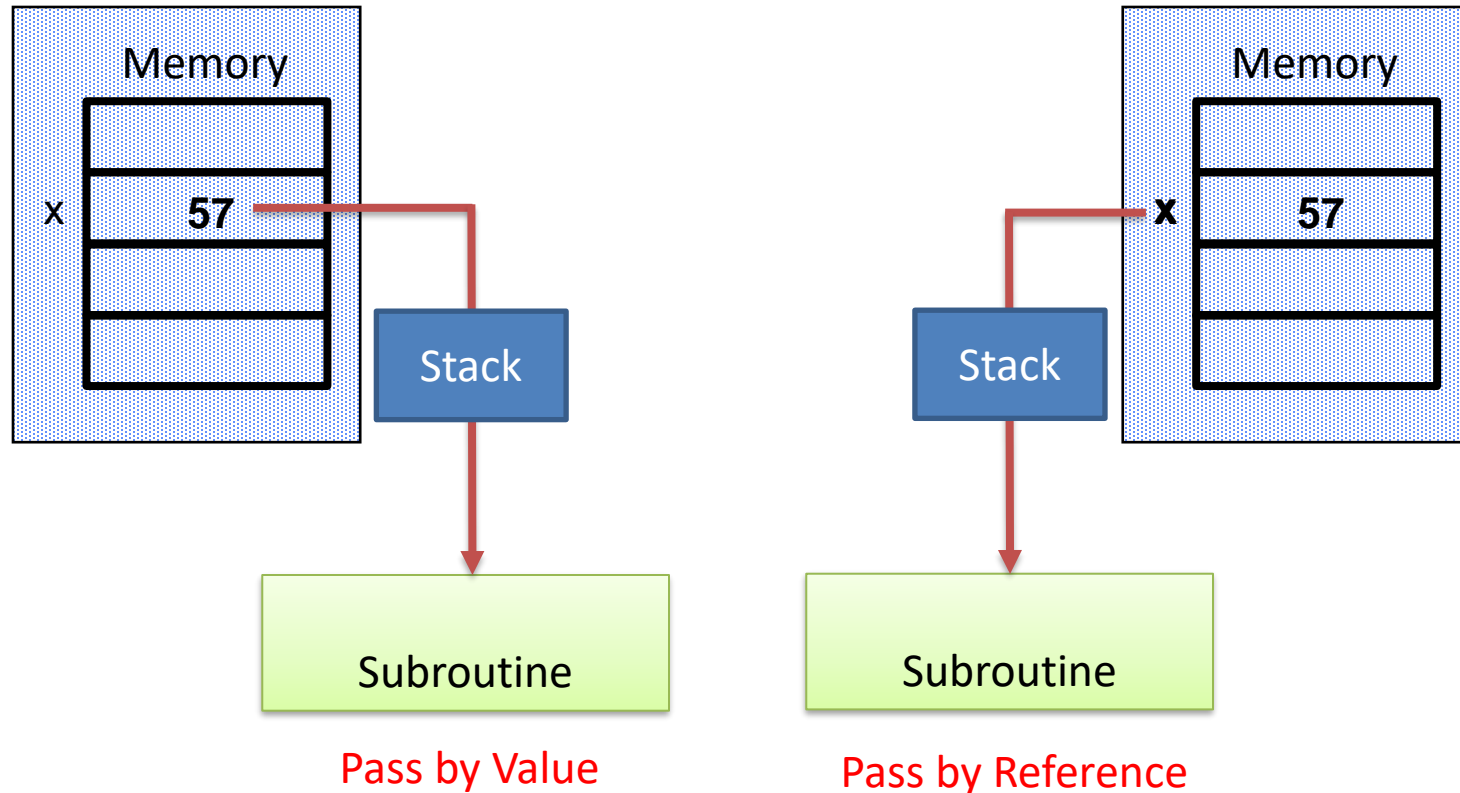 Memory
x
57
Stack
Subroutine
Pass by Value
Memory
x
57
Stack
Subroutine
Pass by Reference